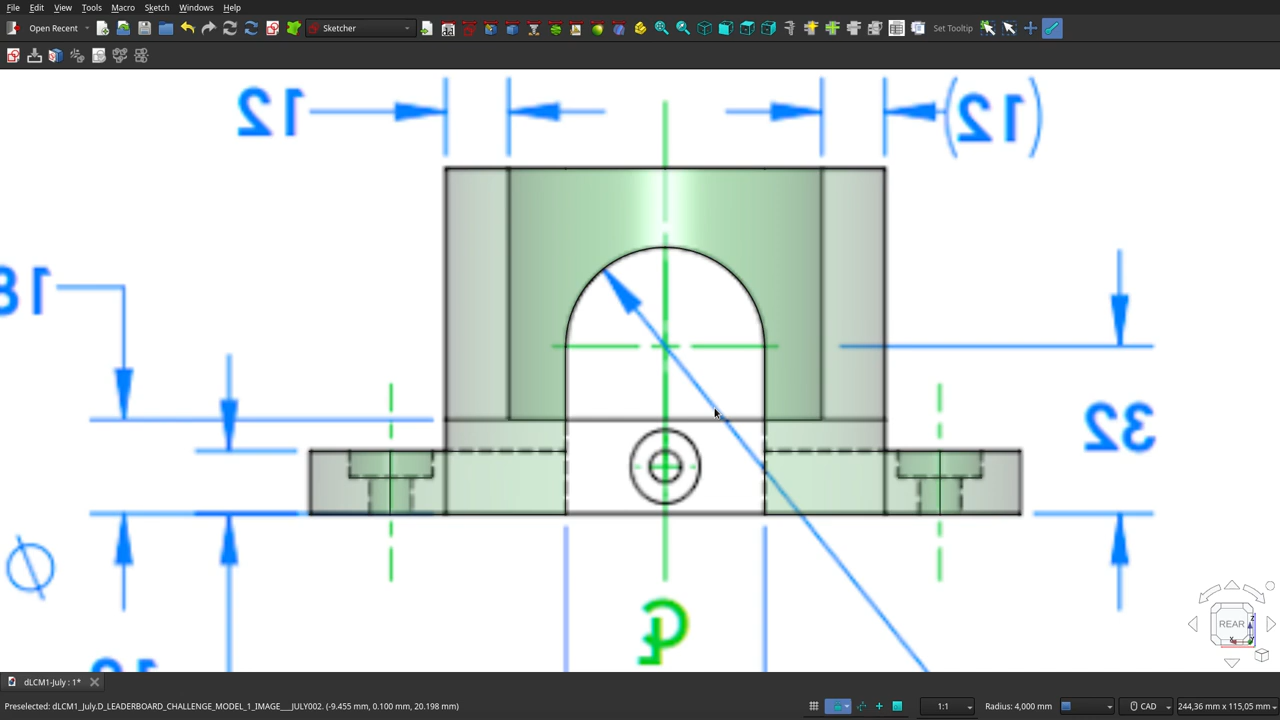 File Edit View Tools Macro Sketch Windows Help
Open Recent Sketcher Set Tooltip
12 (12)
18
32
REAR
Z
dLCM1-July : 1*
Preselected: dLCM1_July.D_LEADERBOARD_CHALLENGE_MODEL_1_IMAGE___JULY002. (-9.455 mm, 0.100 mm, 20.198 mm) 1:1 Radius: 4,000 mm CAD 244,36 mm × 115,05 mm